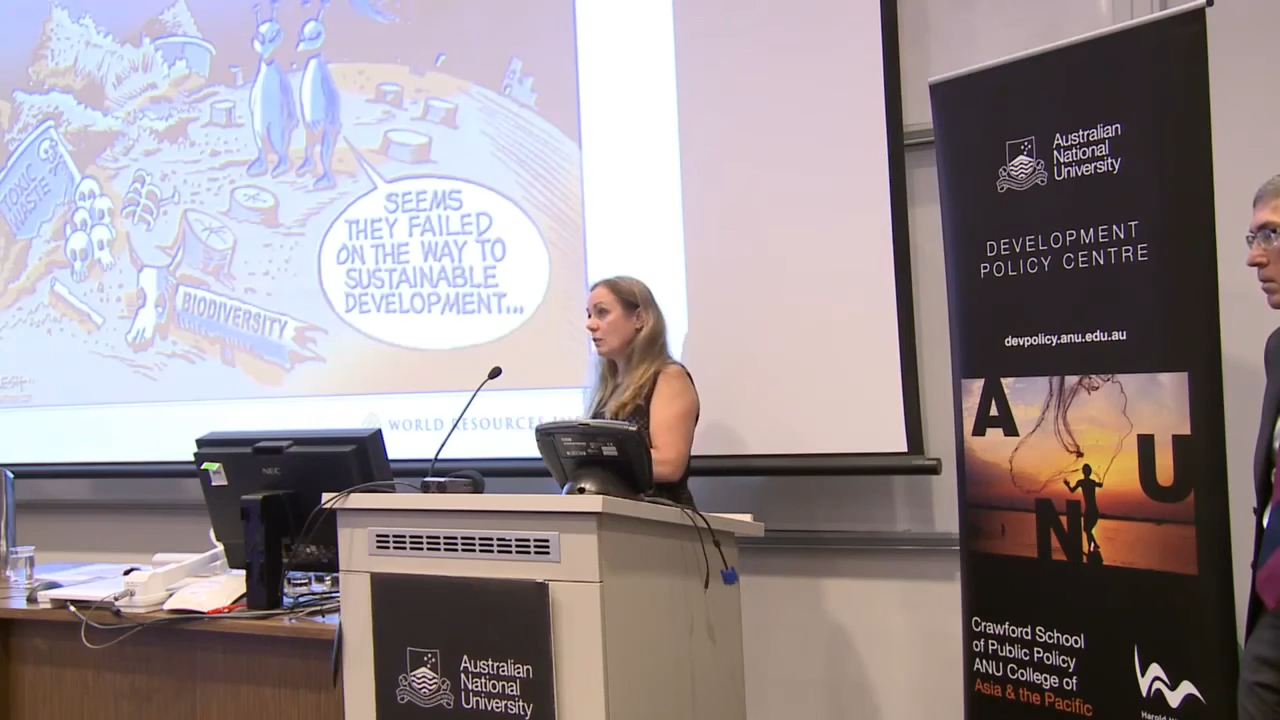 TOXIC
WASTE
BIODIVERSITY
SEEMS
THEY FAILED
ON THE WAY TO
SUSTAINABLE
DEVELOPMENT...
WORLD RESOURCES
NEC
Australian
National
University
Australian
National
University
DEVELOPMENT
POLICY CENTRE
devpolicy.anu.edu.au
A
N
U
Crawford School
of Public Policy
ANU College of
Asia & the Pacific